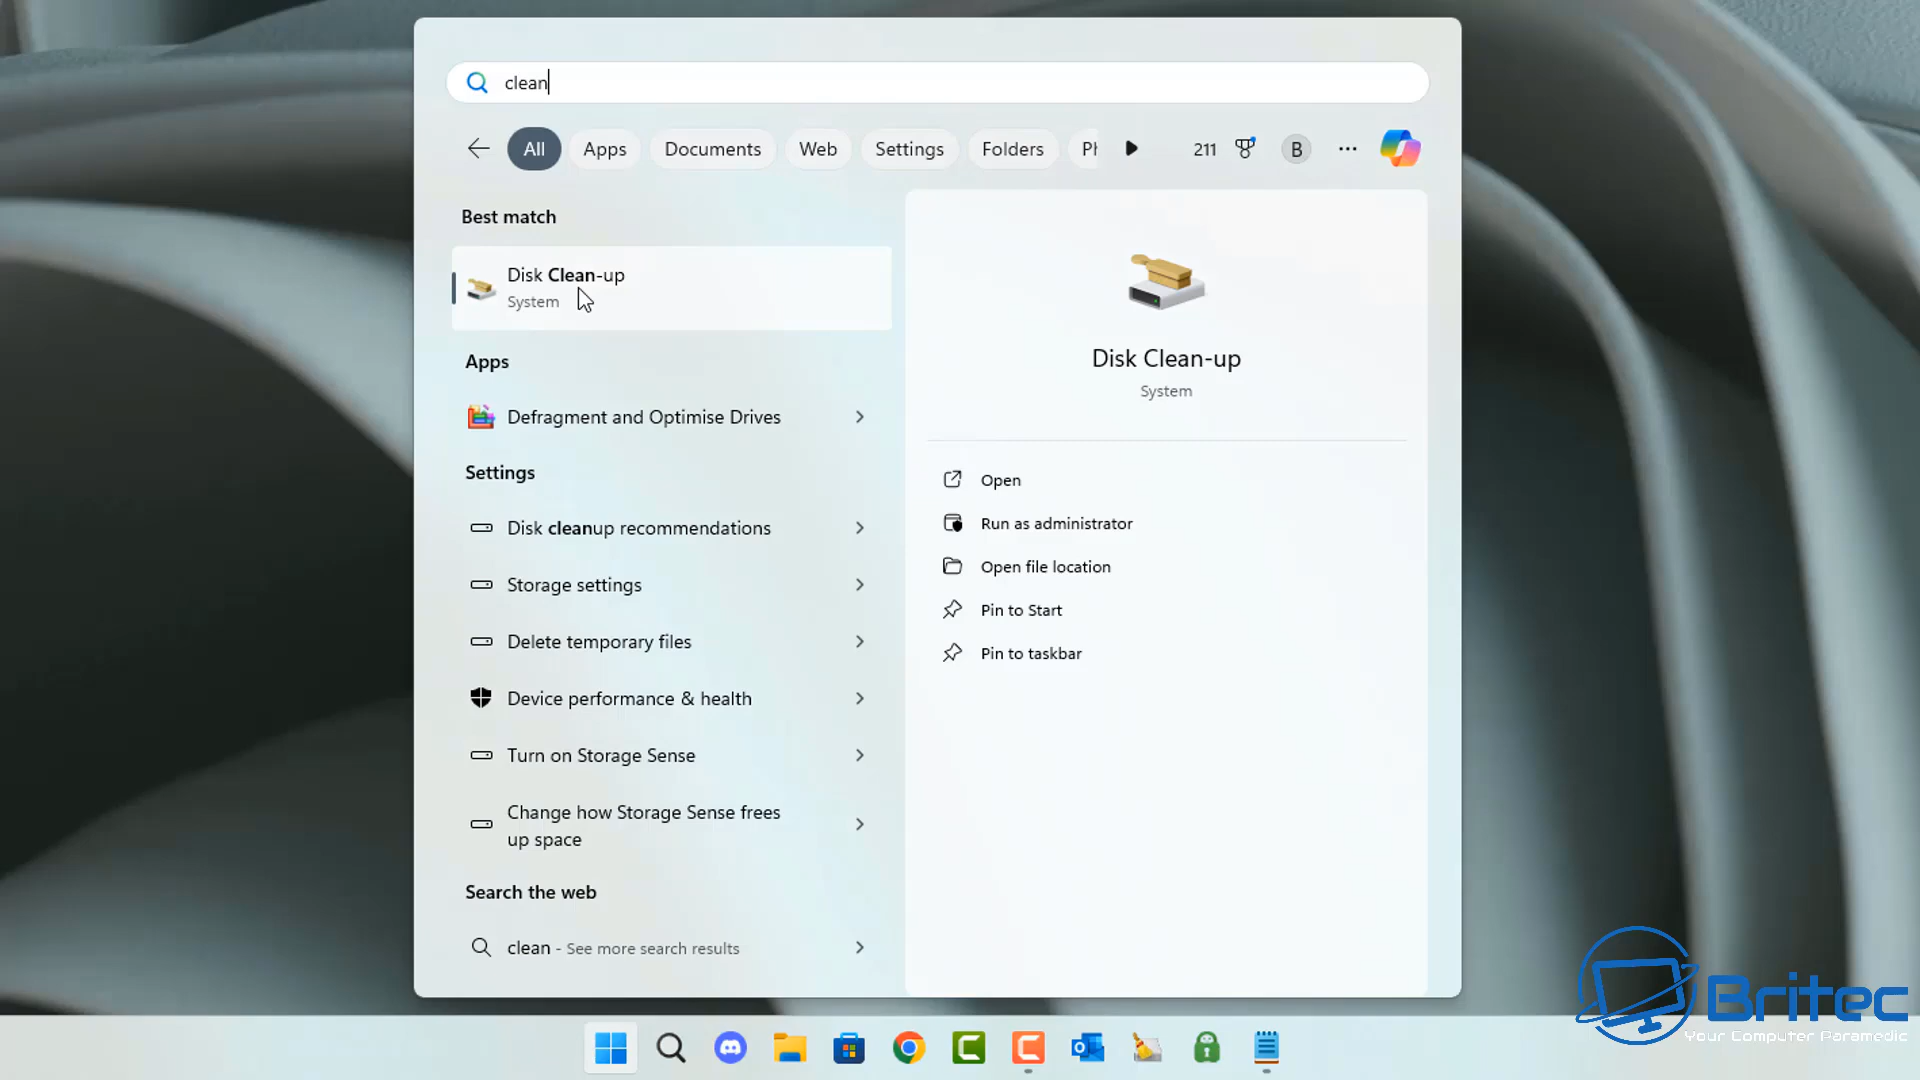 clean
All
Apps
Documents
Web
Settings
Folders
211
B
Best match
Disk Clean-up
System
Apps
Defragment and Optimise Drives
Settings
Disk cleanup recommendations
Storage settings
Delete temporary files
Device performance & health
Turn on Storage Sense
Change how Storage Sense frees
up space
Search the web
clean - See more search results
Disk Clean-up
System
Open
Run as administrator
Open file location
Pin to Start
Pin to taskbar
Britec
Your Computer Paramedic